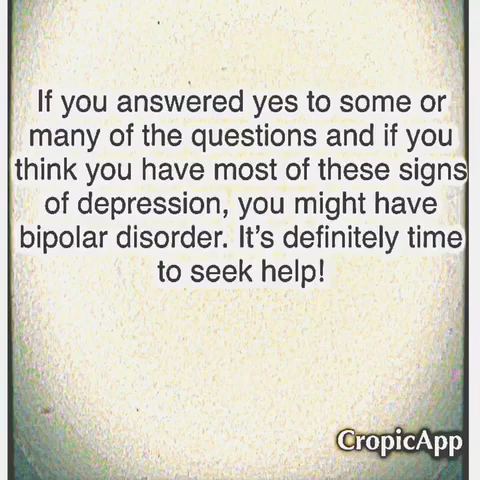 If you answered yes to some or
many of the questions and if you
think you have most of these signs
of depression, you might have
bipolar disorder. It's definitely time
to seek help!
CropicApp